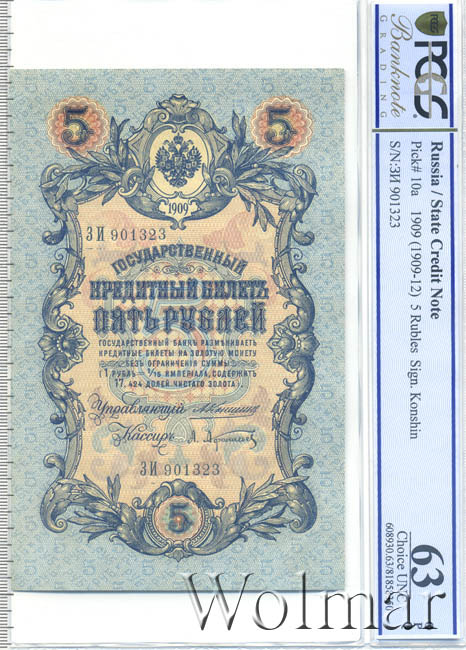 5 5
1909
ЗИ 901323
ГОСУДАРСТВЕННЫЙ
КРЕДИТНЫЙ БИЛЕТЪ
ПЯТЬ РУБЛЕЙ
ГОСУДАРСТВЕННЫЙ БАНКЪ РАЗМѢНИВАЕТЪ
КРЕДИТНЫЕ БИЛЕТЫ НА ЗОЛОТУЮ МОНЕТУ
БЕЗЪ ОГРАНИЧЕНІЯ СУММЫ
(1 РУБЛЬ = 1/15 ИМПЕРІАЛА, СОДЕРЖИТЪ
17,424 ДОЛЕЙ ЧИСТАГО ЗОЛОТА).
Управляющій
Кассиръ
ЗИ 901323
5
PCGS
Banknote
GRADING
Russia / State Credit Note
Pick# 10a 1909 (1909-12) 5 Rubles Sign. Konshin
S/N:ЗИ 901323
63
Choice UNC
Wolmar